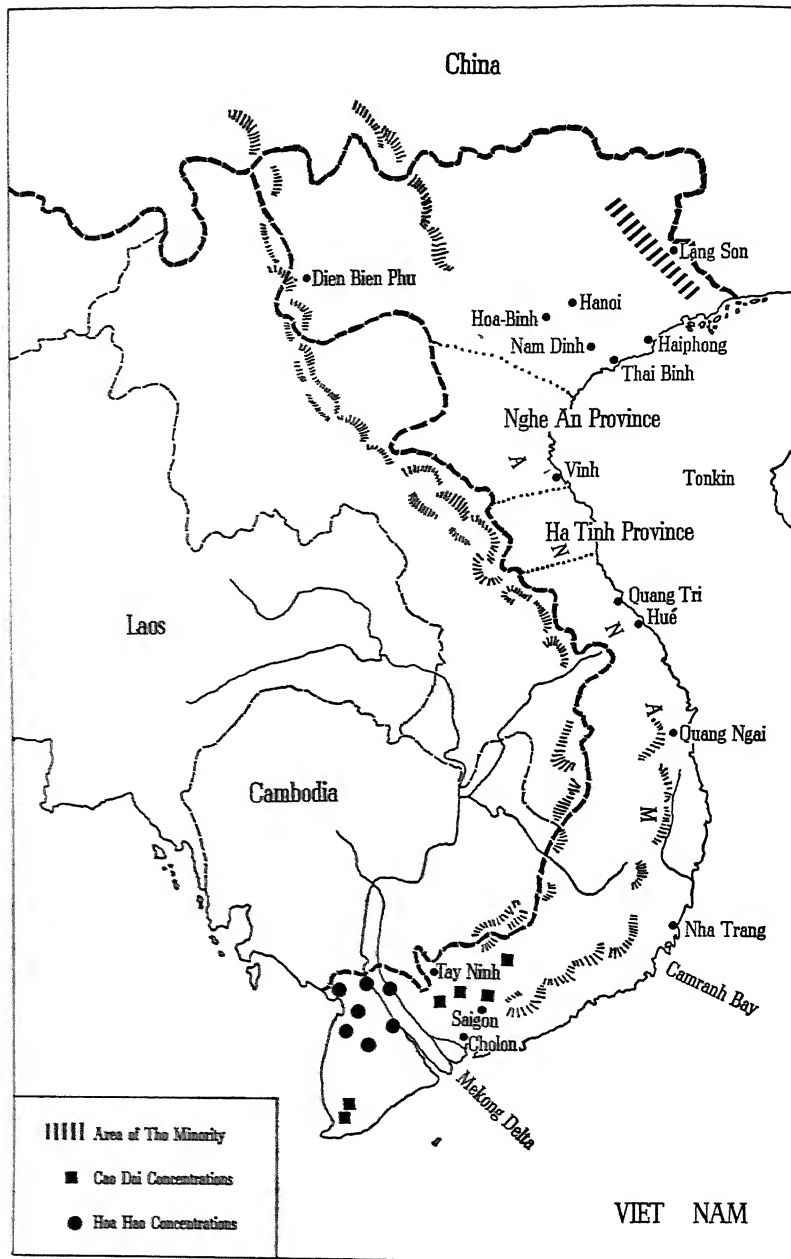 China
Lang Son
Dien Bien Phu
Hanoi
Hoa-Binh
Nam Dinh
Haiphong
Thai Binh
Nghe An Province
A
Vinh
Tonkin
N
Ha Tinh Province
Quang Tri
Laos
N
Hué
A
Quang Ngai
Cambodia
M
Nha Trang
Tay Ninh
Camranh Bay
Saigon
Cholon
Mekong Delta
Area of Tho Minority
Cao Dai Concentrations
Hoa Hao Concentrations
VIET NAM